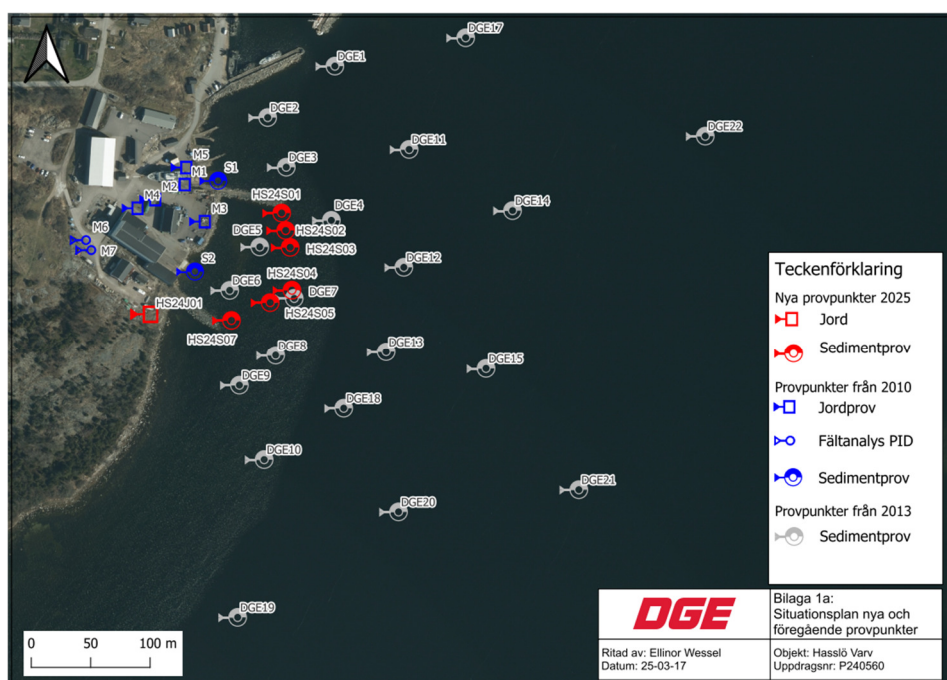 DGE17
DGE1
DGE2
DGE22
DGE11
DGE3
M5
S1
M1
M2
M4
HS24S01
DGE14
DGE4
M3
HS24S02
DGE5
HS24S03
M6
M7
DGE12
S2
HS24S04
DGE6
DGE7
HS24J01
HS24S05
HS24S07
DGE13
DGE8
DGE15
DGE9
DGE18
DGE10
DGE21
DGE20
DGE19
0 50 100 m
Teckenförklaring
Nya provpunkter 2025
Jord
Sedimentprov
Provpunkter från 2010
Jordprov
Fältanalys PID
Sedimentprov
Provpunkter från 2013
Sedimentprov
DGE
Bilaga 1a:
Situationsplan nya och
föregående provpunkter
Ritad av: Ellinor Wessel
Datum: 25-03-17
Objekt: Hasslö Varv
Uppdragsnr: P240560